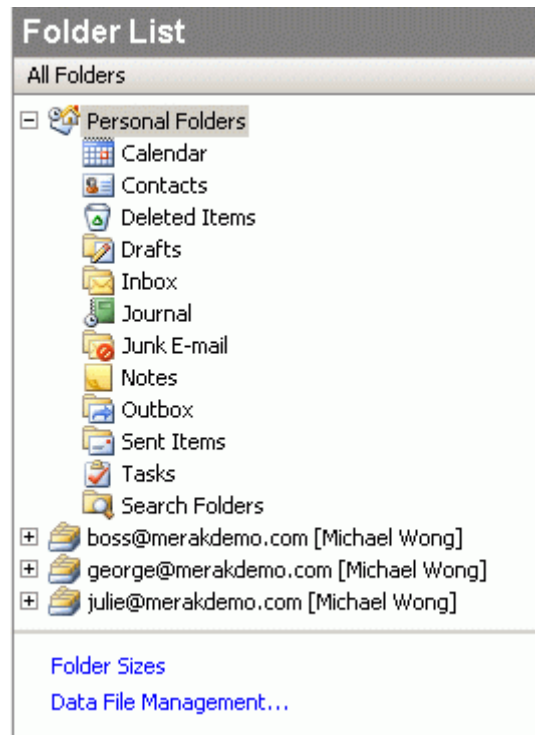 Folder List
All Folders
Personal Folders
Calendar
Contacts
Deleted Items
Drafts
Inbox
Journal
Junk E-mail
Notes
Outbox
Sent Items
Tasks
Search Folders
boss@merakdemo.com [Michael Wong]
george@merakdemo.com [Michael Wong]
julie@merakdemo.com [Michael Wong]
Folder Sizes
Data File Management...